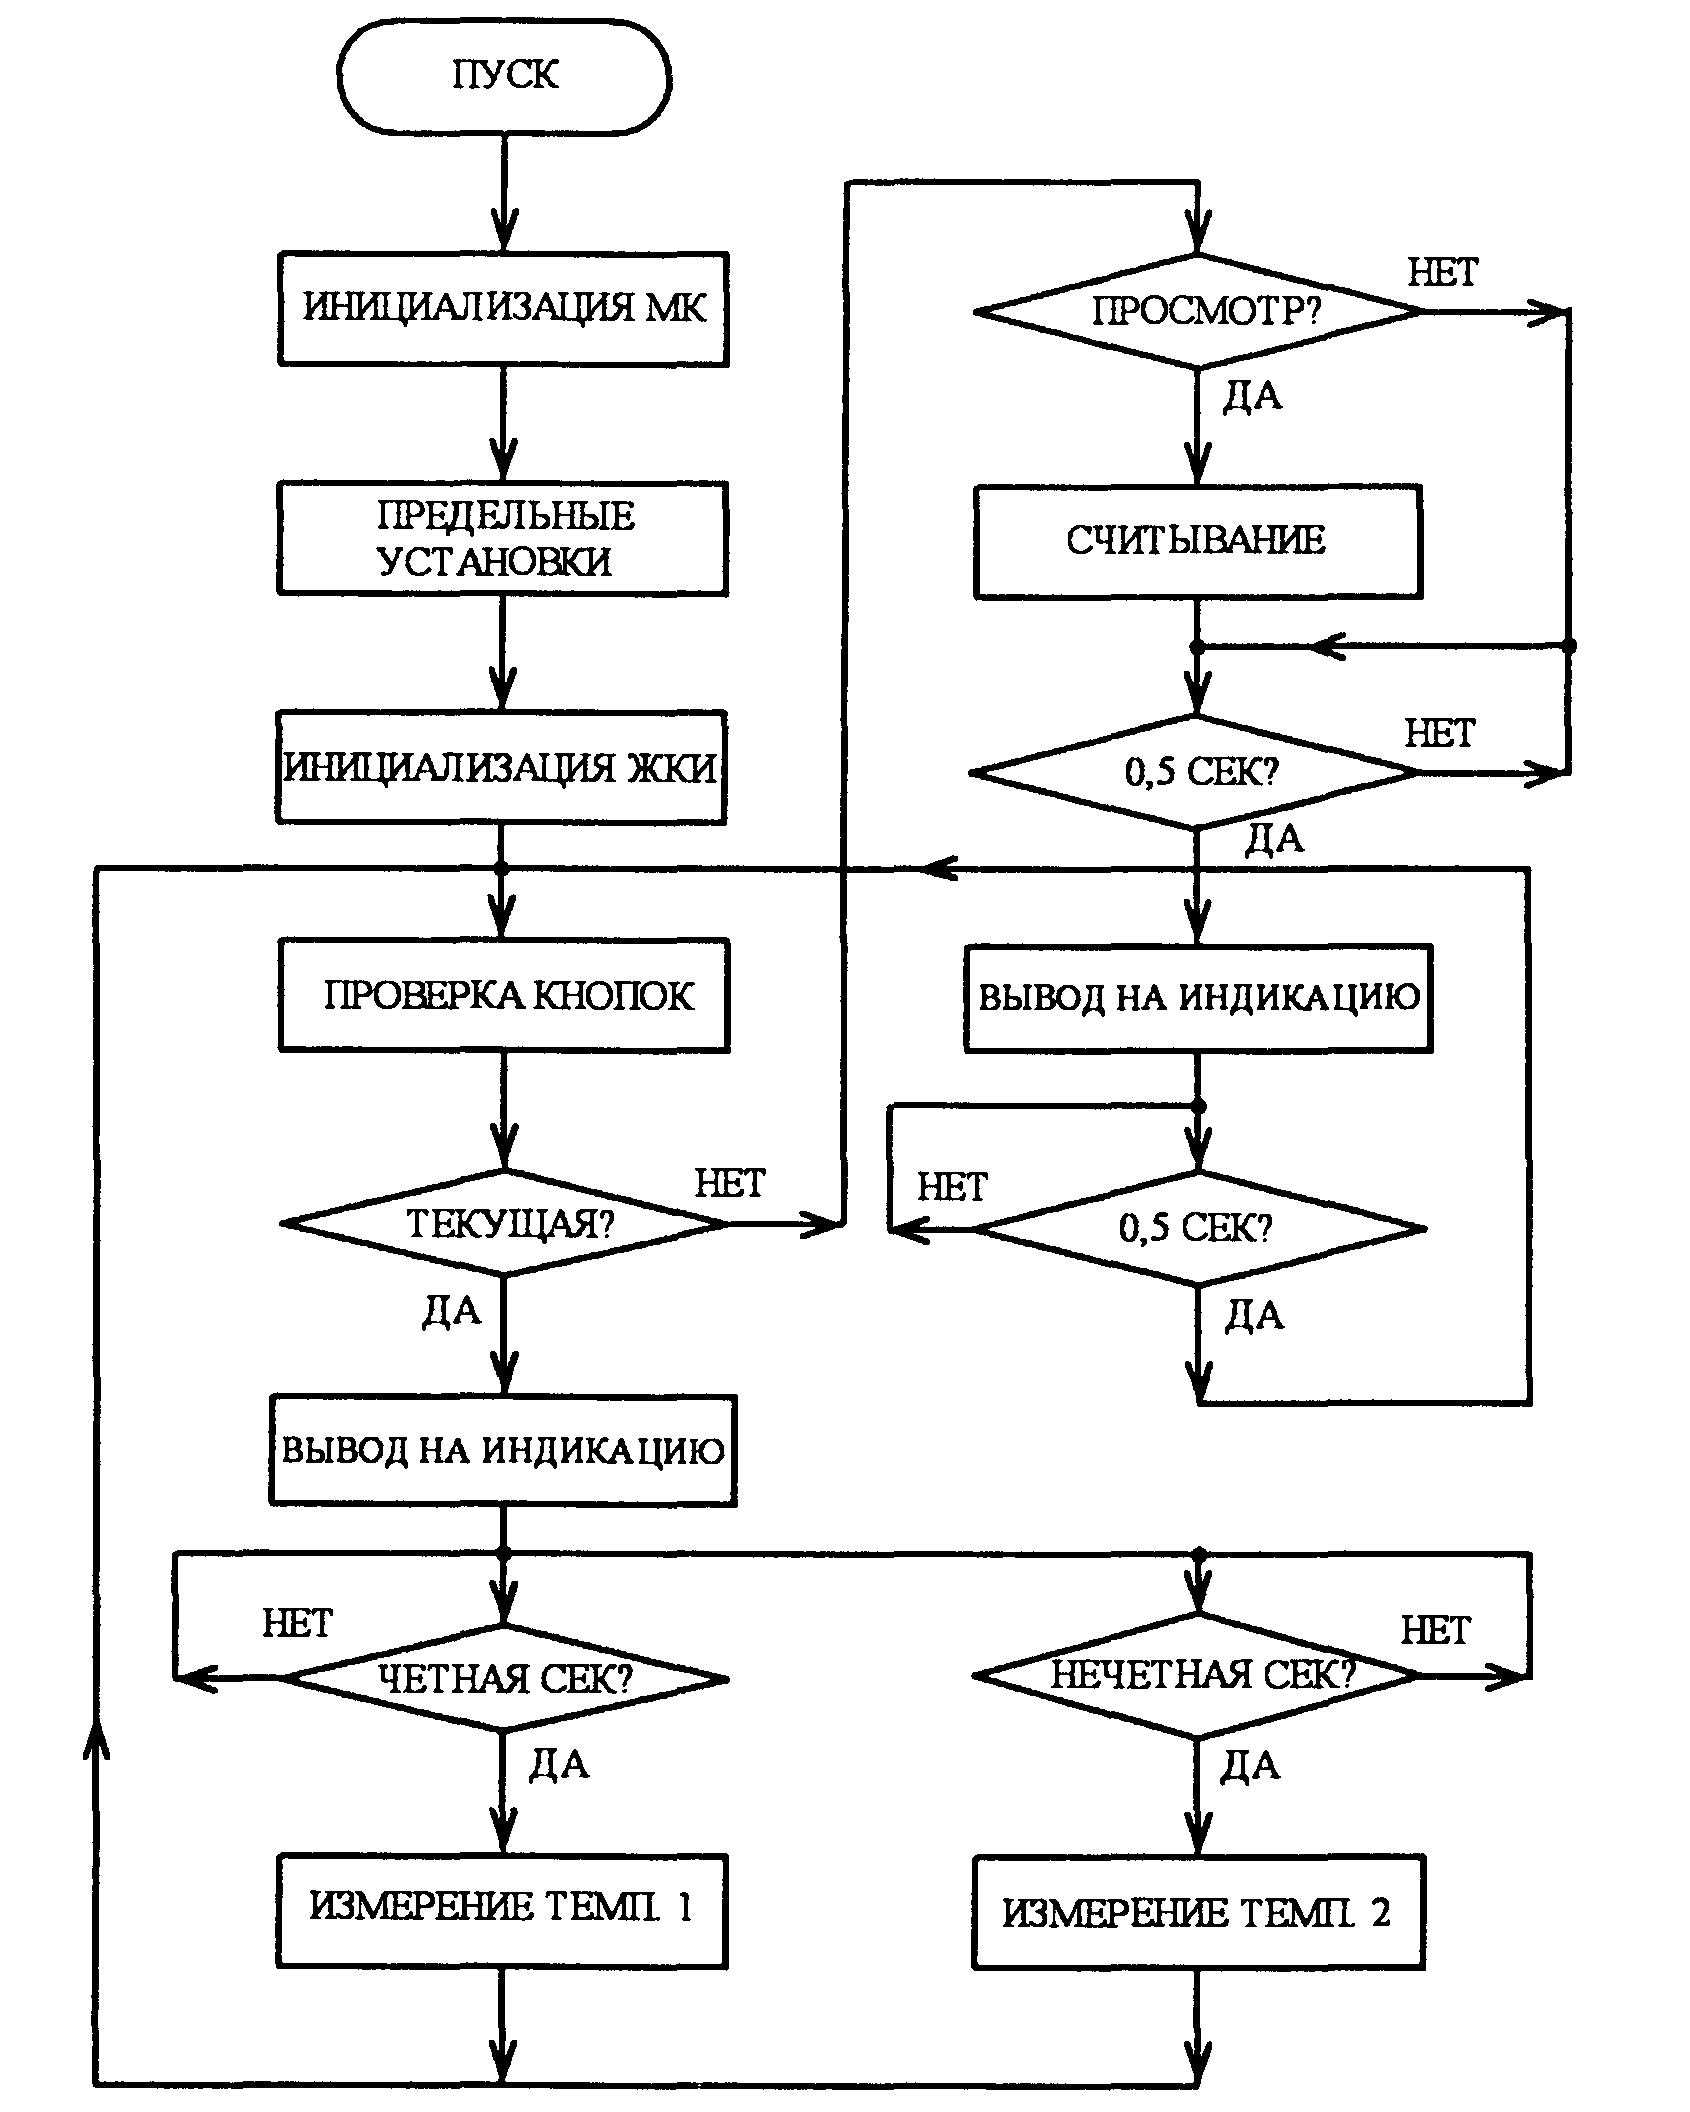 ПУСК
ИНИЦИАЛИЗАЦИЯ МК
ПРЕДЕЛЬНЫЕ
УСТАНОВКИ
ИНИЦИАЛИЗАЦИЯ ЖКИ
ПРОВЕРКА КНОПОК
ТЕКУЩАЯ?
НЕТ
ДА
ВЫВОД НА ИНДИКАЦИЮ
НЕТ
ЧЕТНАЯ СЕК?
ДА
ИЗМЕРЕНИЕ ТЕМП. 1
ПРОСМОТР?
НЕТ
ДА
СЧИТЫВАНИЕ
НЕТ
0,5 СЕК?
ДА
ВЫВОД НА ИНДИКАЦИЮ
НЕТ
0,5 СЕК?
ДА
НЕТ
НЕЧЕТНАЯ СЕК?
ДА
ИЗМЕРЕНИЕ ТЕМП. 2